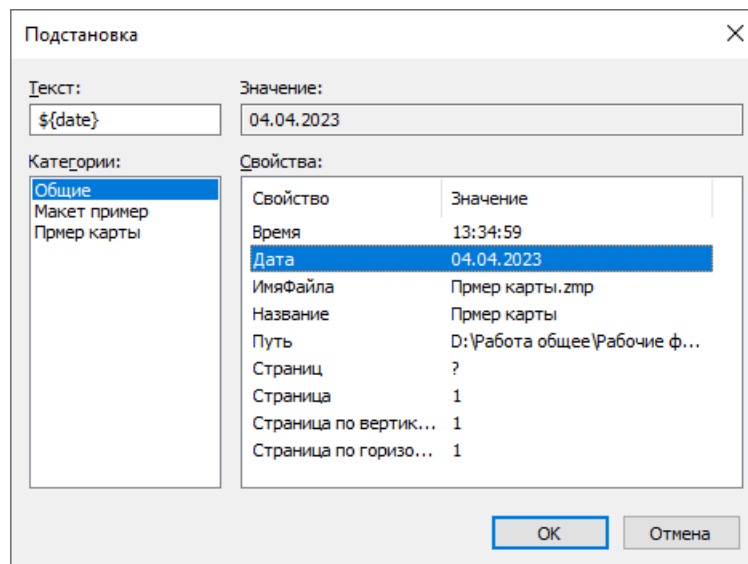 Подстановка
Текст: Значение:
${date} 04.04.2023
Категории: Свойства:
Общие
Макет пример
Прмер карты
Свойство Значение
Время 13:34:59
Дата 04.04.2023
ИмяФайла Прмер карты.zmp
Название Прмер карты
Путь D:\Работа общее\Рабочие ф...
Страниц ?
Страница 1
Страница по вертик... 1
Страница по горизо... 1
OK Отмена